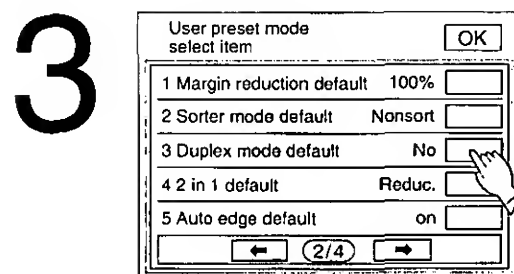 3
User preset mode
select item OK
1 Margin reduction default 100%
2 Sorter mode default Nonsort
3 Duplex mode default No
4 2 in 1 default Reduc.
5 Auto edge default on
← 2/4 →